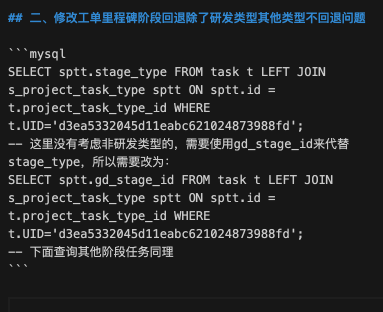 ## 二、修改工单里程碑阶段回退除了研发类型其他类型不回退问题
```mysql
SELECT sptt.stage_type FROM task t LEFT JOIN
s_project_task_type sptt ON sptt.id =
t.project_task_type_id WHERE
t.UID='d3ea5332045d11eabc621024873988fd';
-- 这里没有考虑非研发类型的，需要使用gd_stage_id来代替
stage_type，所以需要改为：
SELECT sptt.gd_stage_id FROM task t LEFT JOIN
s_project_task_type sptt ON sptt.id =
t.project_task_type_id WHERE
t.UID='d3ea5332045d11eabc621024873988fd';
-- 下面查询其他阶段任务同理
```